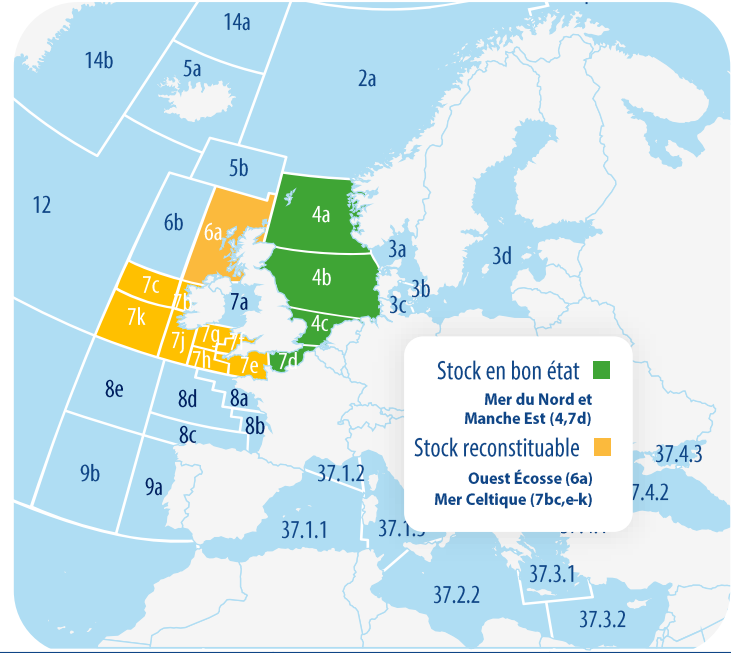 14a
14b
5a
2a
5b
12
6b
6a
4a
3a
3d
4b
3b
3c
7c
7b
7a
7k
4c
7j
7g
7h
7e
7d
8e
8d
8a
8b
8c
9b
9a
Stock en bon état
Mer du Nord et
Manche Est (4,7d)
Stock reconstituable
Ouest Écosse (6a)
Mer Celtique (7bc,e-k)
37.4.3
37.1.2
7.4.2
37.1.1
37.1.3
37.3.1
37.2.2
37.3.2